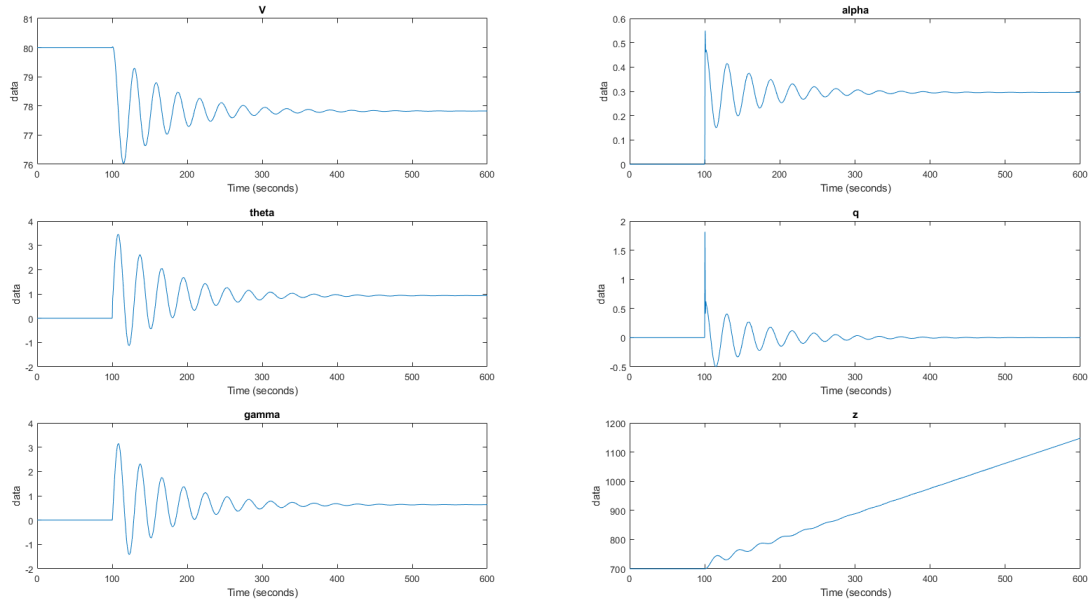 V
81
80
79
78
77
76
data
0 100 200 300 400 500 600
Time (seconds)
alpha
0.6
0.5
0.4
0.3
0.2
0.1
0
data
0 100 200 300 400 500 600
Time (seconds)
theta
4
3
2
1
0
-1
-2
data
0 100 200 300 400 500 600
Time (seconds)
q
2
1.5
1
0.5
0
-0.5
data
0 100 200 300 400 500 600
Time (seconds)
gamma
4
3
2
1
0
-1
-2
data
0 100 200 300 400 500 600
Time (seconds)
z
1200
1100
1000
900
800
700
data
0 100 200 300 400 500 600
Time (seconds)